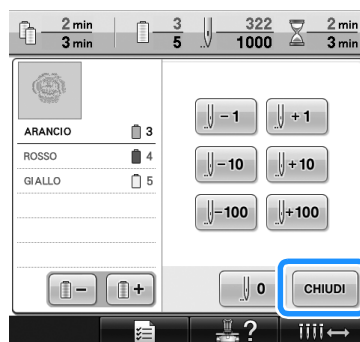 2 min 3 322 2 min
3 min 5 1000 3 min
ARANCIO 3
ROSSO 4
GIALLO 5
- 1 + 1
- 10 + 10
-100 +100
- +
0 CHIUDI
?